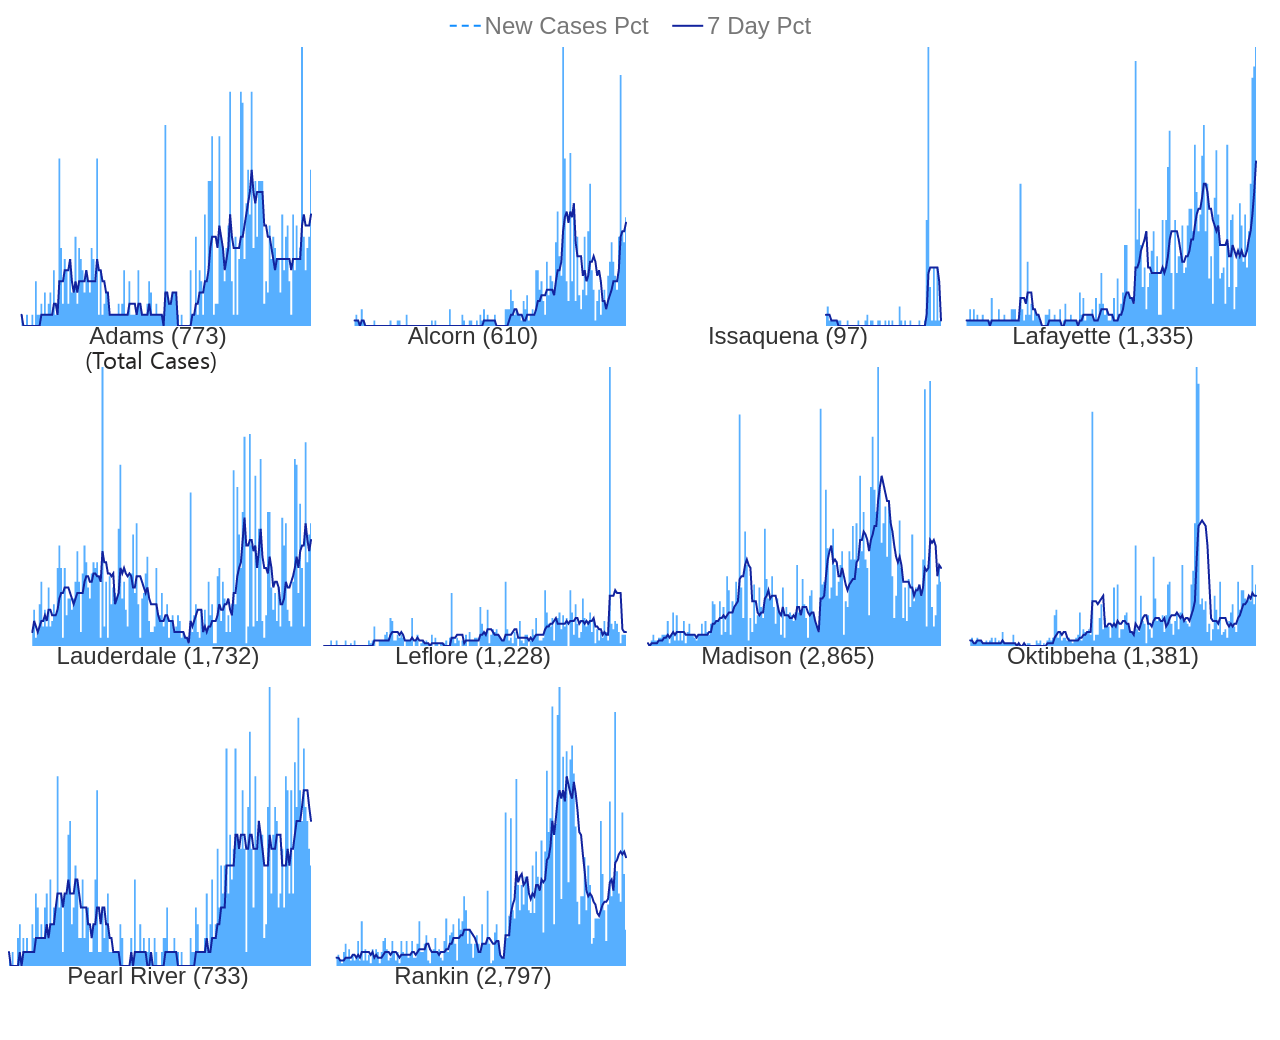 New Cases Pct 7 Day Pct
Adams (773) Alcorn (610) Issaquena (97) Lafayette (1,335)
(Total Cases)
Lauderdale (1,732) Leflore (1,228) Madison (2,865) Oktibbeha (1,381)
Pearl River (733) Rankin (2,797)